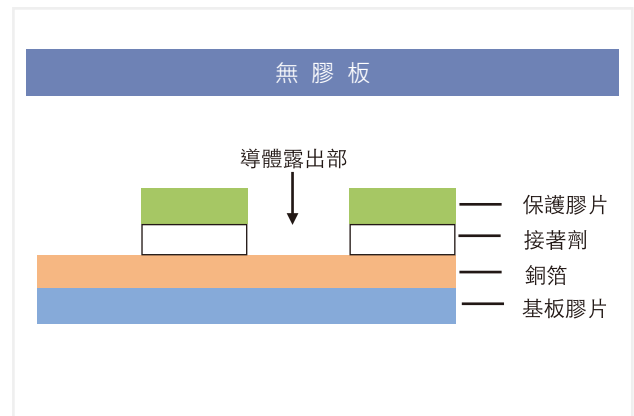 無膠板
導體露出部
保護膠片
接著劑
銅箔
基板膠片